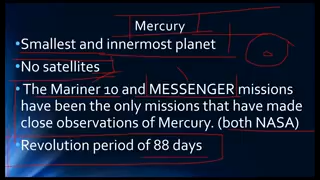 Mercury
•Smallest and innermost planet
•No satellites
• The Mariner 10 and MESSENGER missions
have been the only missions that have made
close observations of Mercury. (both NASA)
•Revolution period of 88 days